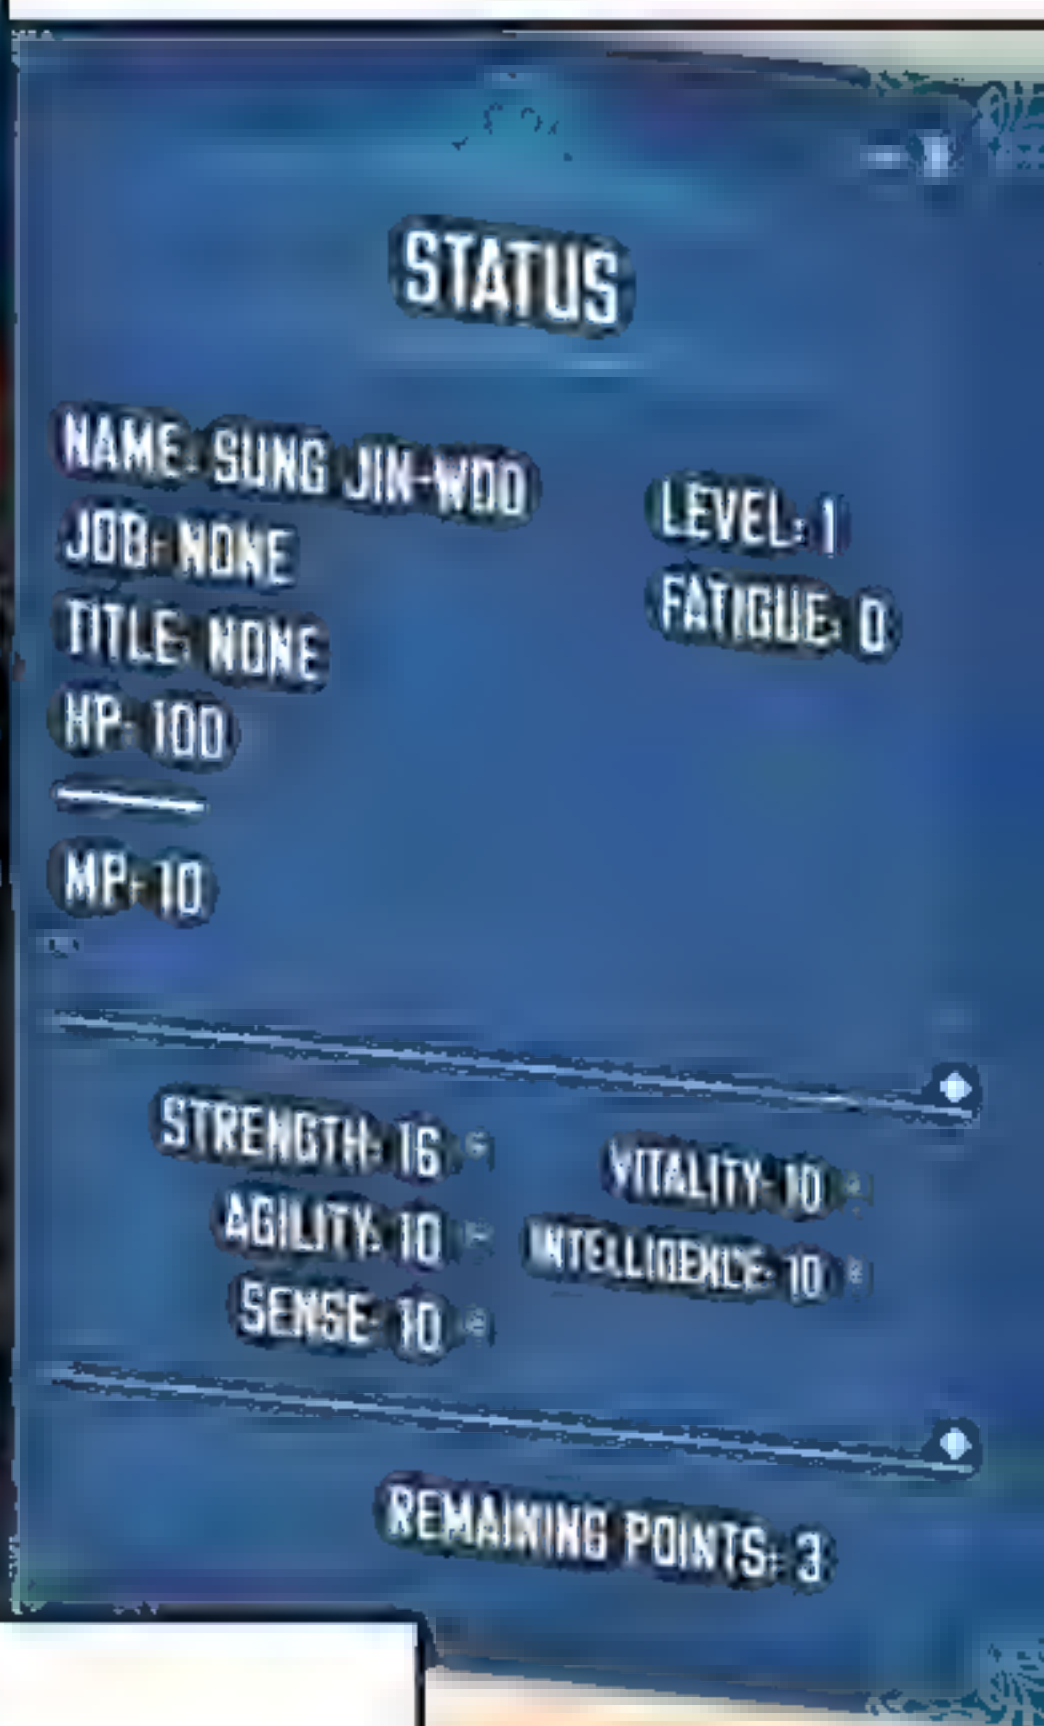 STATUS
NAME: SUNG JIN-WOO
JOB: NONE
TITLE: NONE
HP: 100
MP: 10
LEVEL: 1
FATIGUE: 0
STRENGTH: 16
VITALITY: 10
AGILITY: 10
INTELLIGENCE: 10
SENSE: 10
REMAINING POINTS: 3